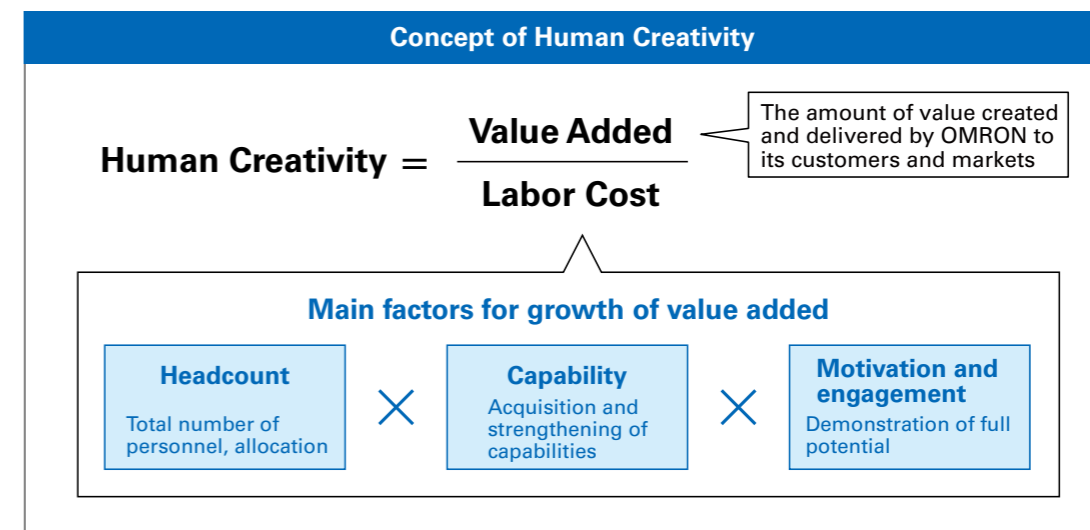 Concept of Human Creativity
Human Creativity =
Value Added
Labor Cost
The amount of value created
and delivered by OMRON to
its customers and markets
Main factors for growth of value added
Headcount
Total number of
personnel, allocation
×
Capability
Acquisition and
strengthening of
capabilities
×
Motivation and
engagement
Demonstration of full
potential